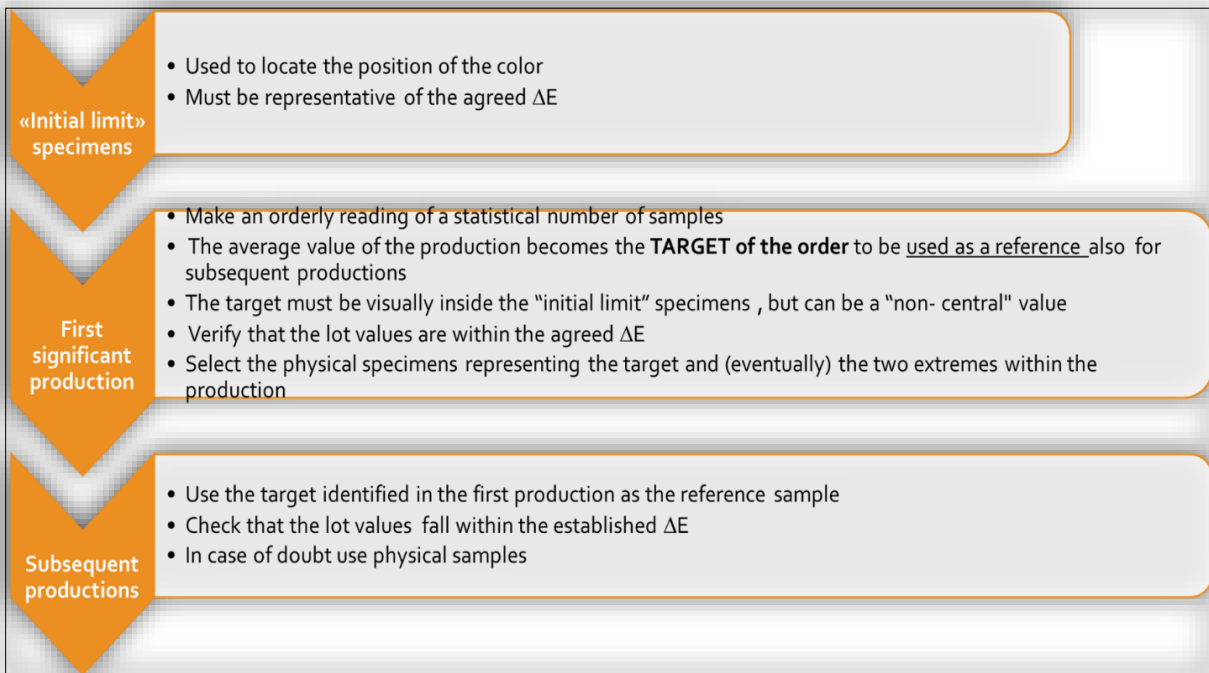 «Initial limit»
specimens
• Used to locate the position of the color
• Must be representative of the agreed ΔE
First
significant
production
• Make an orderly reading of a statistical number of samples
• The average value of the production becomes the TARGET of the order to be used as a reference also for
subsequent productions
• The target must be visually inside the “initial limit” specimens , but can be a “non- central" value
• Verify that the lot values are within the agreed ΔE
• Select the physical specimens representing the target and (eventually) the two extremes within the
production
Subsequent
productions
• Use the target identified in the first production as the reference sample
• Check that the lot values fall within the established ΔE
• In case of doubt use physical samples